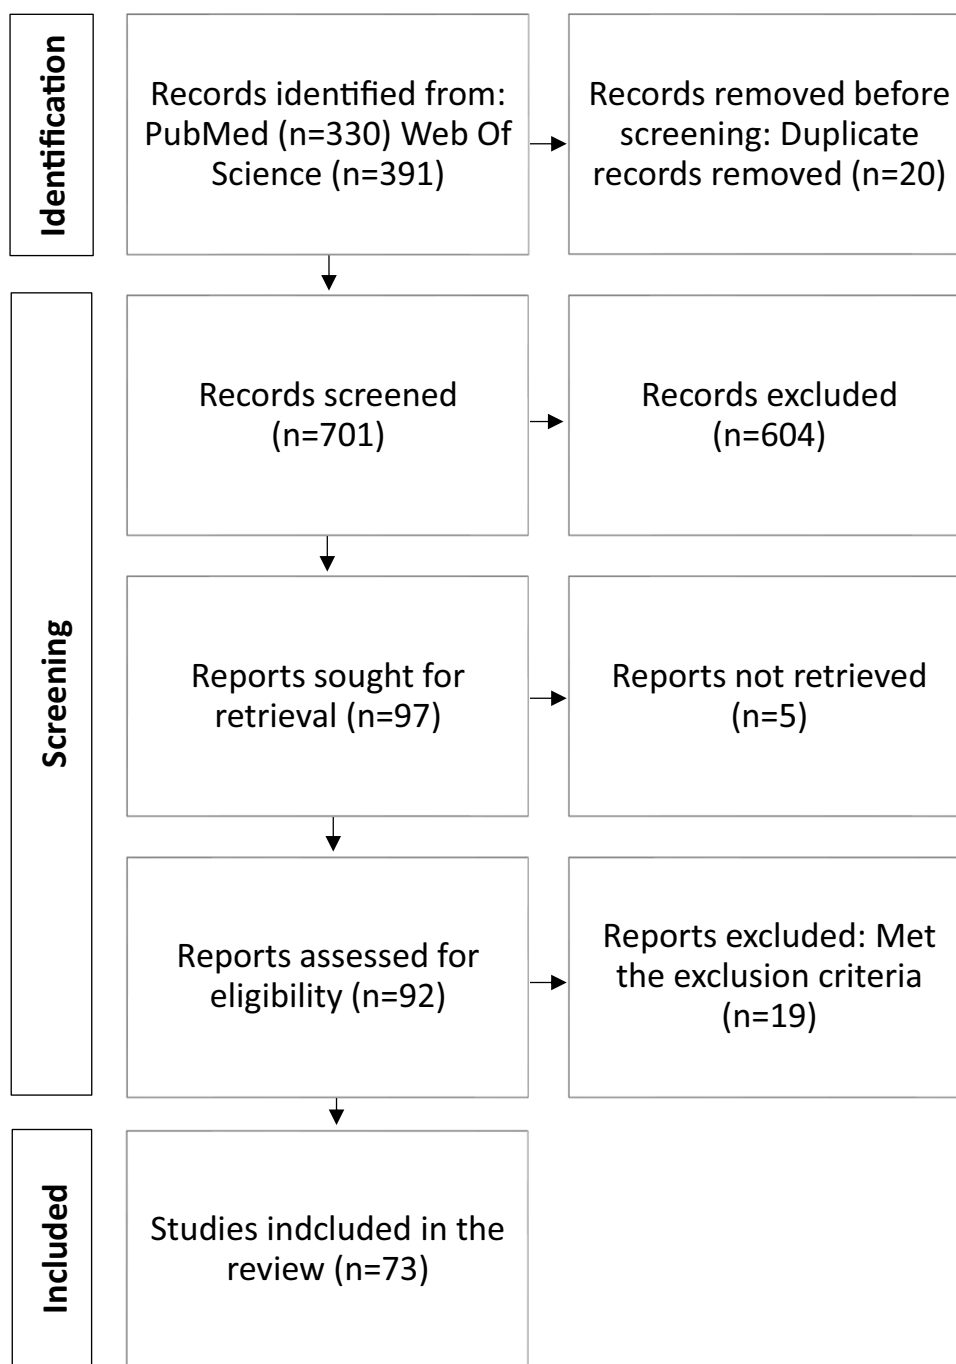 Identification
Records identified from:
PubMed (n=330) Web Of
Science (n=391)
Records removed before
screening: Duplicate
records removed (n=20)
Screening
Records screened
(n=701)
Records excluded
(n=604)
Reports sought for
retrieval (n=97)
Reports not retrieved
(n=5)
Reports assessed for
eligibility (n=92)
Reports excluded: Met
the exclusion criteria
(n=19)
Included
Studies indcluded in the
review (n=73)